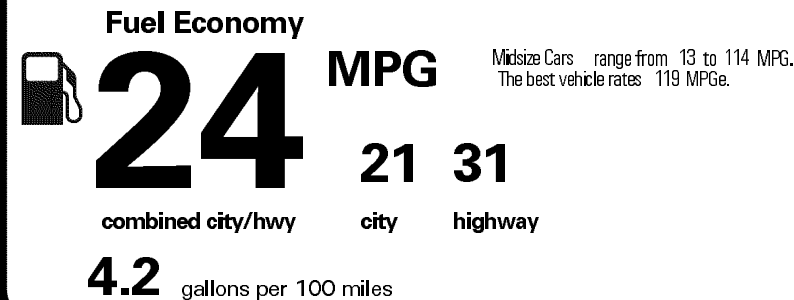 Fuel Economy
24 MPG
Midsize Cars range from 13 to 114 MPG.
The best vehicle rates 119 MPGe.
21 31
combined city/hwy city highway
4.2 gallons per 100 miles